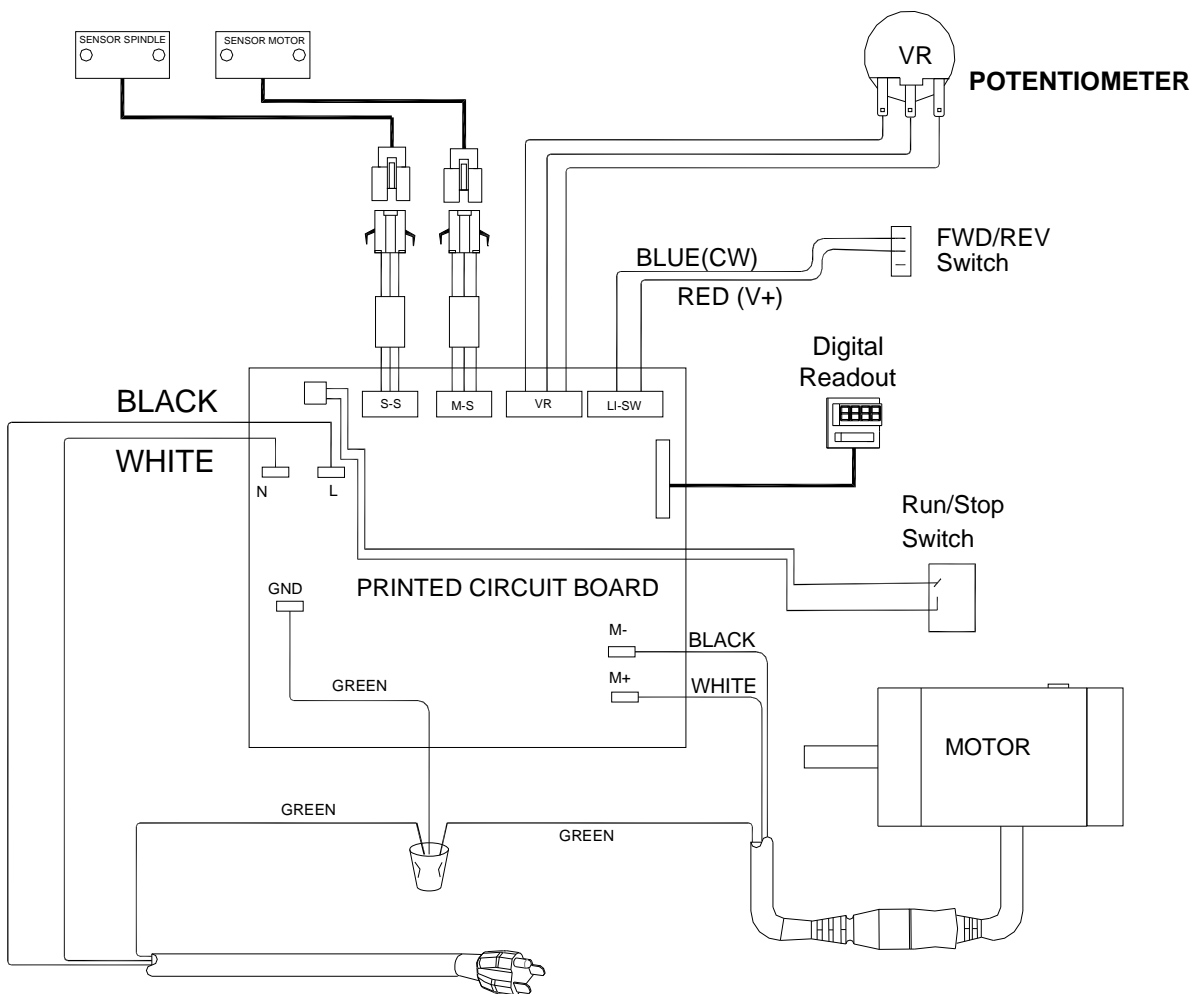 SENSOR SPINDLE
SENSOR MOTOR
VR
POTENTIOMETER
FWD/REV
Switch
BLUE(CW)
RED (V+)
Digital
Readout
BLACK
WHITE
S-S
M-S
VR
LI-SW
N
L
Run/Stop
Switch
GND
PRINTED CIRCUIT BOARD
M-
BLACK
M+
WHITE
GREEN
MOTOR
GREEN
GREEN